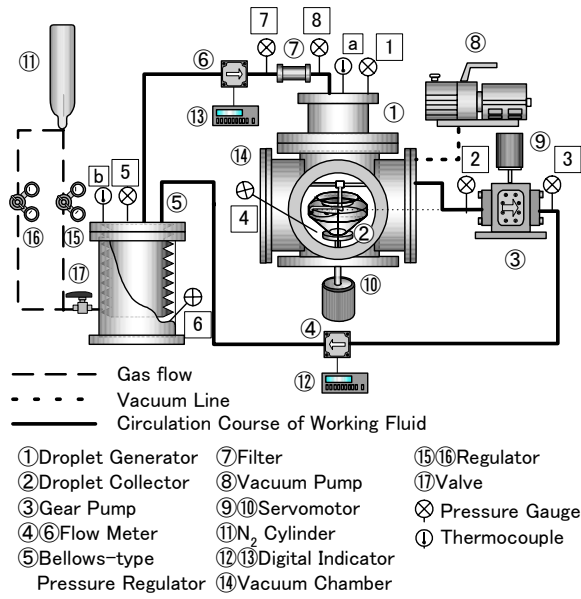 ⑪
⑥
7
⑦
8
a
1
①
⑧
⑬
⑭
⑨
2
3
b
5
⑤
4
②
⑯
⑮
⑰
③
6
⑩
④
⑫
Gas flow
Vacuum Line
Circulation Course of Working Fluid
①Droplet Generator
②Droplet Collector
③Gear Pump
④⑥Flow Meter
⑤Bellows-type
Pressure Regulator
⑦Filter
⑧Vacuum Pump
⑨⑩Servomotor
⑪N₂ Cylinder
⑫⑬Digital Indicator
⑭Vacuum Chamber
⑮⑯Regulator
⑰Valve
Pressure Gauge
Thermocouple